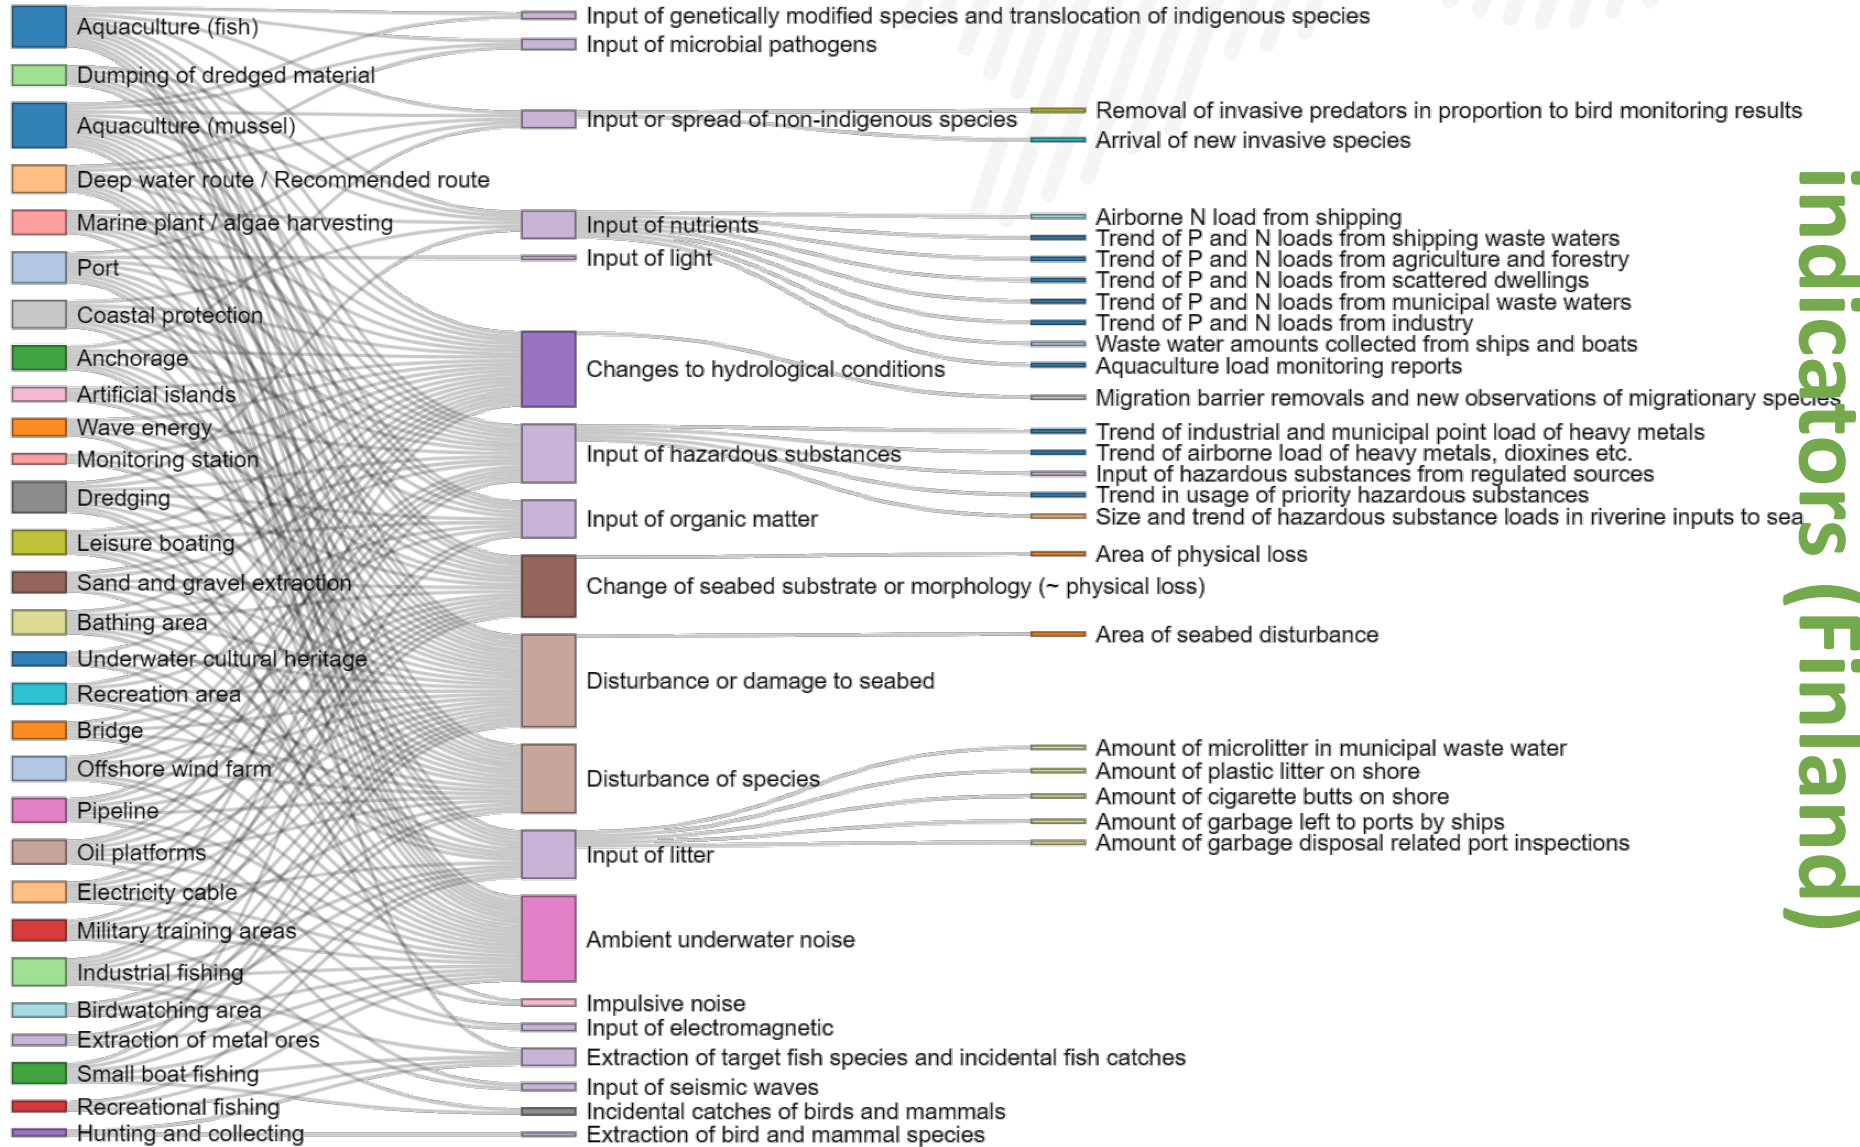 Aquaculture (fish)
Dumping of dredged material
Aquaculture (mussel)
Deep water route / Recommended route
Marine plant / algae harvesting
Port
Coastal protection
Anchorage
Artificial islands
Wave energy
Monitoring station
Dredging
Leisure boating
Sand and gravel extraction
Bathing area
Underwater cultural heritage
Recreation area
Bridge
Offshore wind farm
Pipeline
Oil platforms
Electricity cable
Military training areas
Industrial fishing
Birdwatching area
Extraction of metal ores
Small boat fishing
Recreational fishing
Hunting and collecting
Input of genetically modified species and translocation of indigenous species
Input of microbial pathogens
Input or spread of non-indigenous species
Input of nutrients
Input of light
Changes to hydrological conditions
Input of hazardous substances
Input of organic matter
Change of seabed substrate or morphology (~ physical loss)
Disturbance or damage to seabed
Disturbance of species
Input of litter
Ambient underwater noise
Impulsive noise
Input of electromagnetic
Extraction of target fish species and incidental fish catches
Input of seismic waves
Incidental catches of birds and mammals
Extraction of bird and mammal species
Removal of invasive predators in proportion to bird monitoring results
Arrival of new invasive species
Airborne N load from shipping
Trend of P and N loads from shipping waste waters
Trend of P and N loads from agriculture and forestry
Trend of P and N loads from scattered dwellings
Trend of P and N loads from municipal waste waters
Trend of P and N loads from industry
Waste water amounts collected from ships and boats
Aquaculture load monitoring reports
Migration barrier removals and new observations of migrationary species
Trend of industrial and municipal point load of heavy metals
Trend of airborne load of heavy metals, dioxines etc.
Input of hazardous substances from regulated sources
Trend in usage of priority hazardous substances
Size and trend of hazardous substance loads in riverine inputs to sea
Area of physical loss
Area of seabed disturbance
Amount of microlitter in municipal waste water
Amount of plastic litter on shore
Amount of cigarette butts on shore
Amount of garbage left to ports by ships
Amount of garbage disposal related port inspections
indicators (Finland)